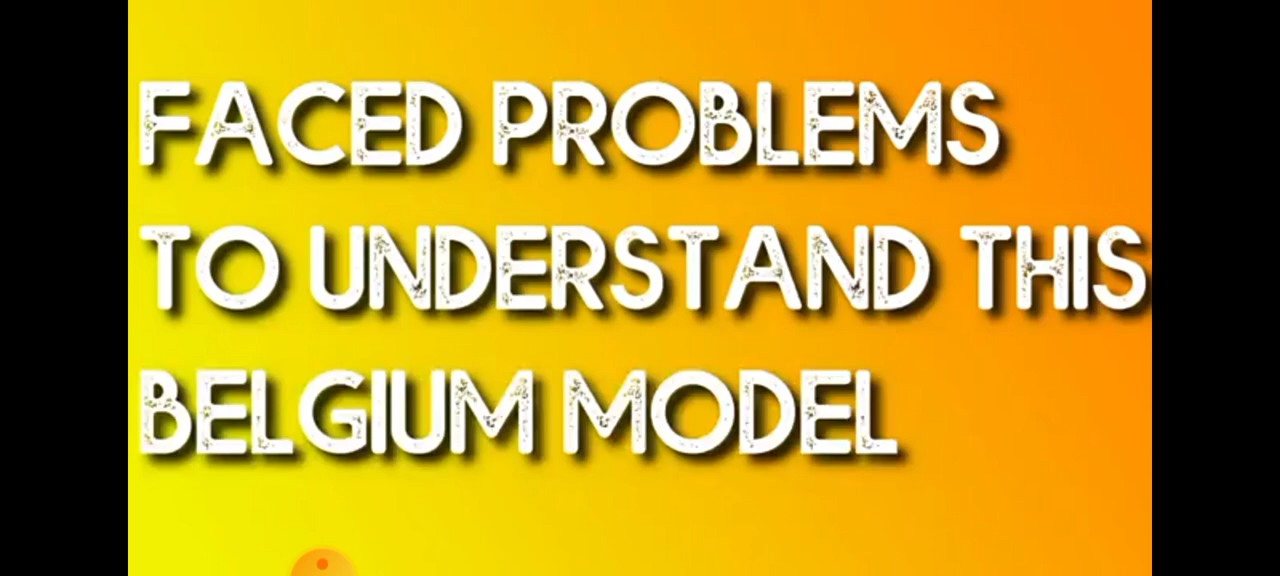 FACED PROBLEMS
TO UNDERSTAND THIS
BELGIUM MODEL